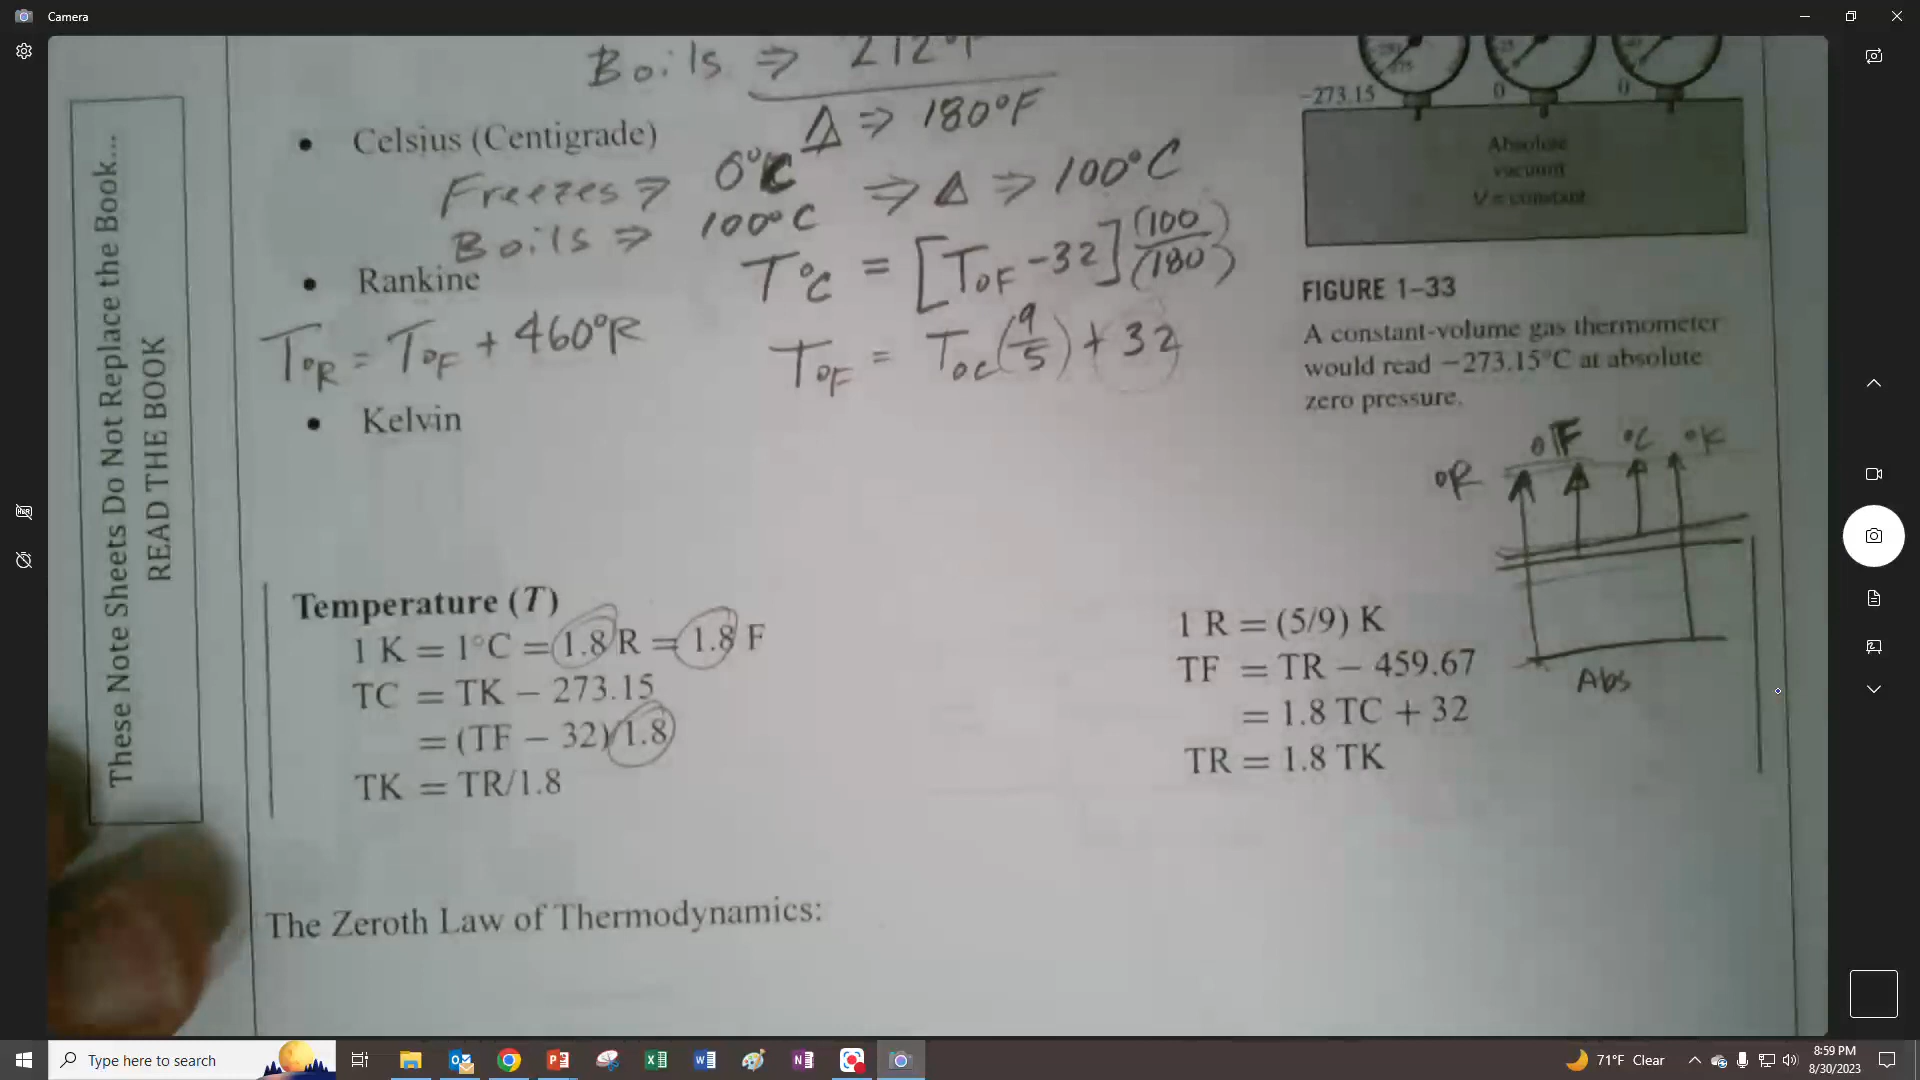 Camera
Boils ⇒ 212°F
Δ ⇒ 180°F
• Celsius (Centigrade)
Freezes ⇒ 0°C ⇒ Δ ⇒ 100°C
Boils ⇒ 100°C
T°C = [T°F -32] (100)/(180)
• Rankine
T°R = T°F + 460°R
T°F = T°C (9/5) + 32
• Kelvin
These Note Sheets Do Not Replace the Book...
READ THE BOOK
-273.15 0 0
Absolute
vacuum
V = constant
FIGURE 1–33
A constant-volume gas thermometer
would read −273.15°C at absolute
zero pressure.
°R °F °C °K
Abs
Temperature (T)
1 K = 1°C = 1.8 R = 1.8 F
TC = TK − 273.15
= (TF − 32)/1.8
TK = TR/1.8
1 R = (5/9) K
TF = TR − 459.67
= 1.8 TC + 32
TR = 1.8 TK
The Zeroth Law of Thermodynamics:
Type here to search
71°F Clear
8:59 PM
8/30/2023